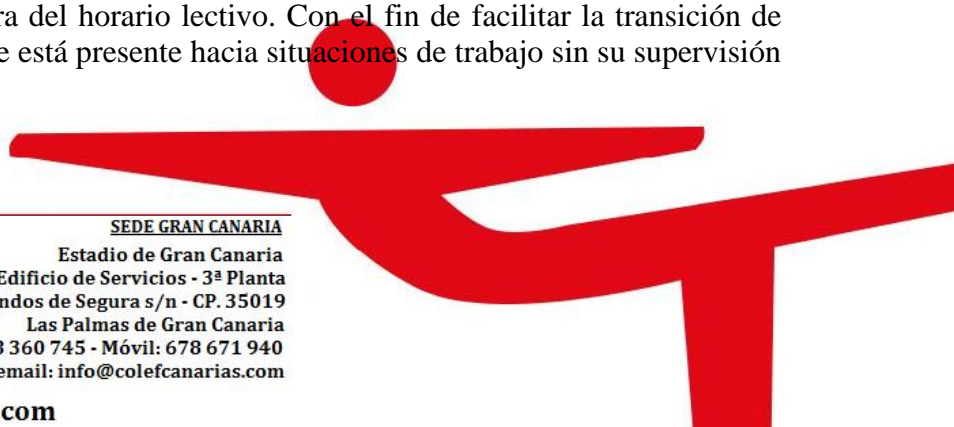 ra del horario lectivo. Con el fin de facilitar la transición de
e está presente hacia situaciones de trabajo sin su supervisión
SEDE GRAN CANARIA
Estadio de Gran Canaria
Edificio de Servicios - 3ª Planta
ndos de Segura s/n - CP. 35019
Las Palmas de Gran Canaria
360 745 - Móvil: 678 671 940
email: info@colefcanarias.com
.com